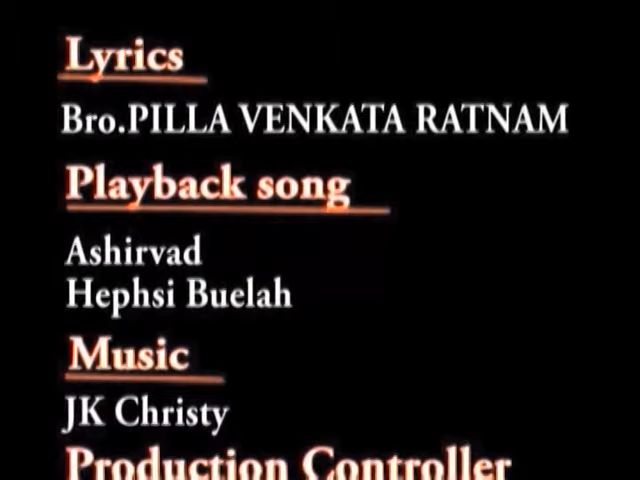 Lyrics
Bro.PILLA VENKATA RATNAM
Playback song
Ashirvad
Hephsi Buelah
Music
JK Christy
Production Controller